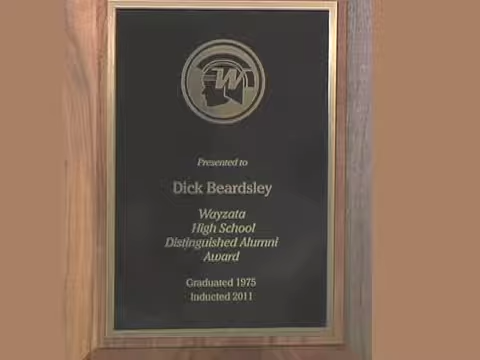 W
Presented to
Dick Beardsley
Wayzata
High School
Distinguished Alumni
Award
Graduated 1975
Inducted 2011